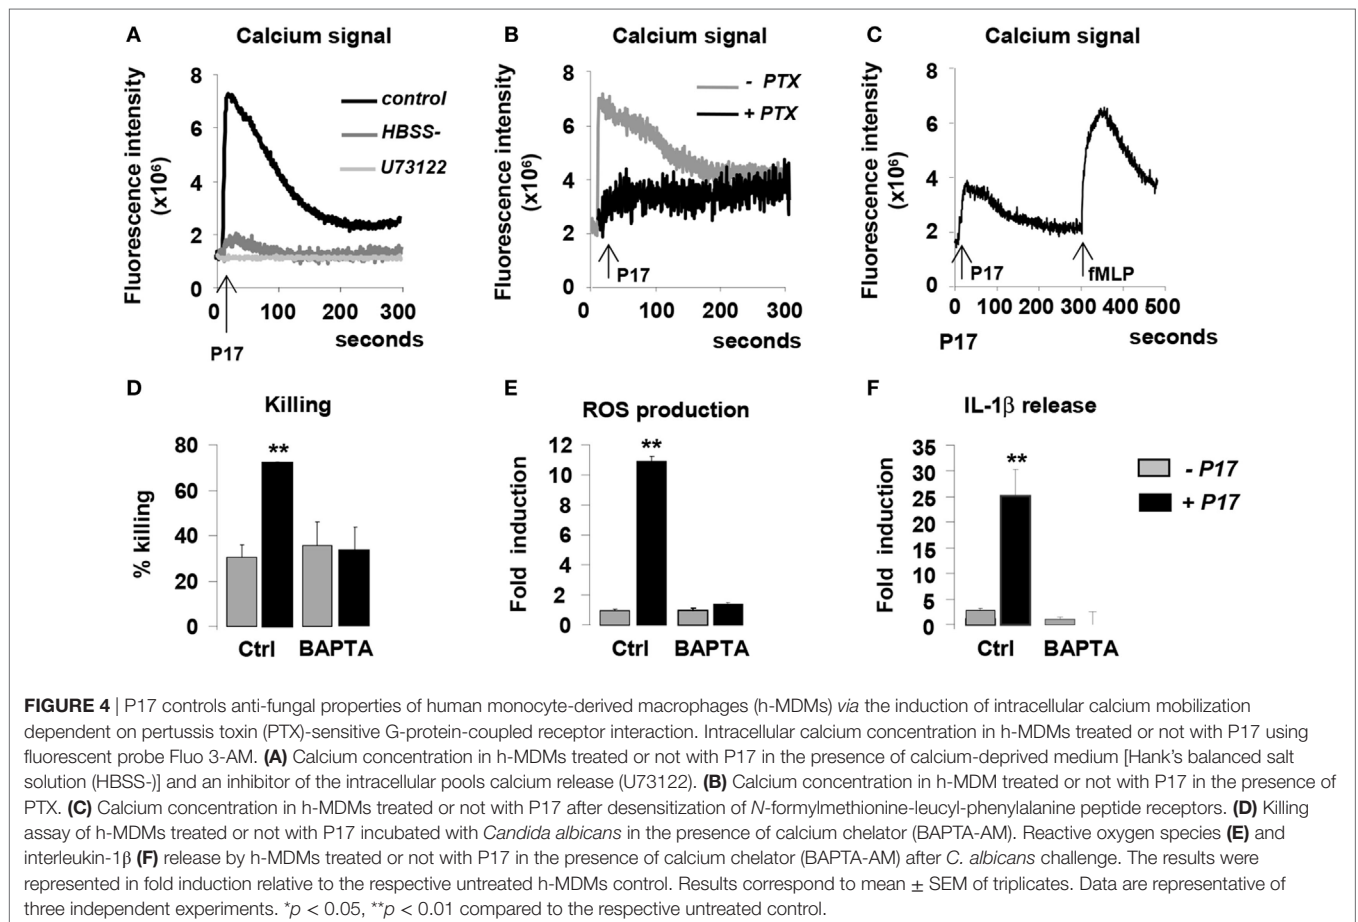 A
Calcium signal
Fluorescence intensity
(x10⁶)
8
6
4
2
0
control
HBSS-
U73122
0 100 200 300
seconds
P17
B
Calcium signal
Fluorescence intensity
(x10⁶)
8
6
4
2
0
- PTX
+ PTX
P17
0 100 200 300
seconds
C
Calcium signal
Fluorescence intensity
(x10⁶)
8
6
4
2
0
P17
fMLP
0 100 200 300 400 500
P17
seconds
D
Killing
% killing
80
60
40
20
0
**
Ctrl BAPTA
E
ROS production
Fold induction
12
10
8
6
4
2
0
**
Ctrl BAPTA
F
IL-1β release
Fold induction
35
30
25
20
15
10
5
0
**
Ctrl BAPTA
- P17
+ P17
FIGURE 4 | P17 controls anti-fungal properties of human monocyte-derived macrophages (h-MDMs) via the induction of intracellular calcium mobilization
dependent on pertussis toxin (PTX)-sensitive G-protein-coupled receptor interaction. Intracellular calcium concentration in h-MDMs treated or not with P17 using
fluorescent probe Fluo 3-AM. (A) Calcium concentration in h-MDMs treated or not with P17 in the presence of calcium-deprived medium [Hank's balanced salt
solution (HBSS-)] and an inhibitor of the intracellular pools calcium release (U73122). (B) Calcium concentration in h-MDM treated or not with P17 in the presence of
PTX. (C) Calcium concentration in h-MDMs treated or not with P17 after desensitization of N-formylmethionine-leucyl-phenylalanine peptide receptors. (D) Killing
assay of h-MDMs treated or not with P17 incubated with Candida albicans in the presence of calcium chelator (BAPTA-AM). Reactive oxygen species (E) and
interleukin-1β (F) release by h-MDMs treated or not with P17 in the presence of calcium chelator (BAPTA-AM) after C. albicans challenge. The results were
represented in fold induction relative to the respective untreated h-MDMs control. Results correspond to mean ± SEM of triplicates. Data are representative of
three independent experiments. *p < 0.05, **p < 0.01 compared to the respective untreated control.